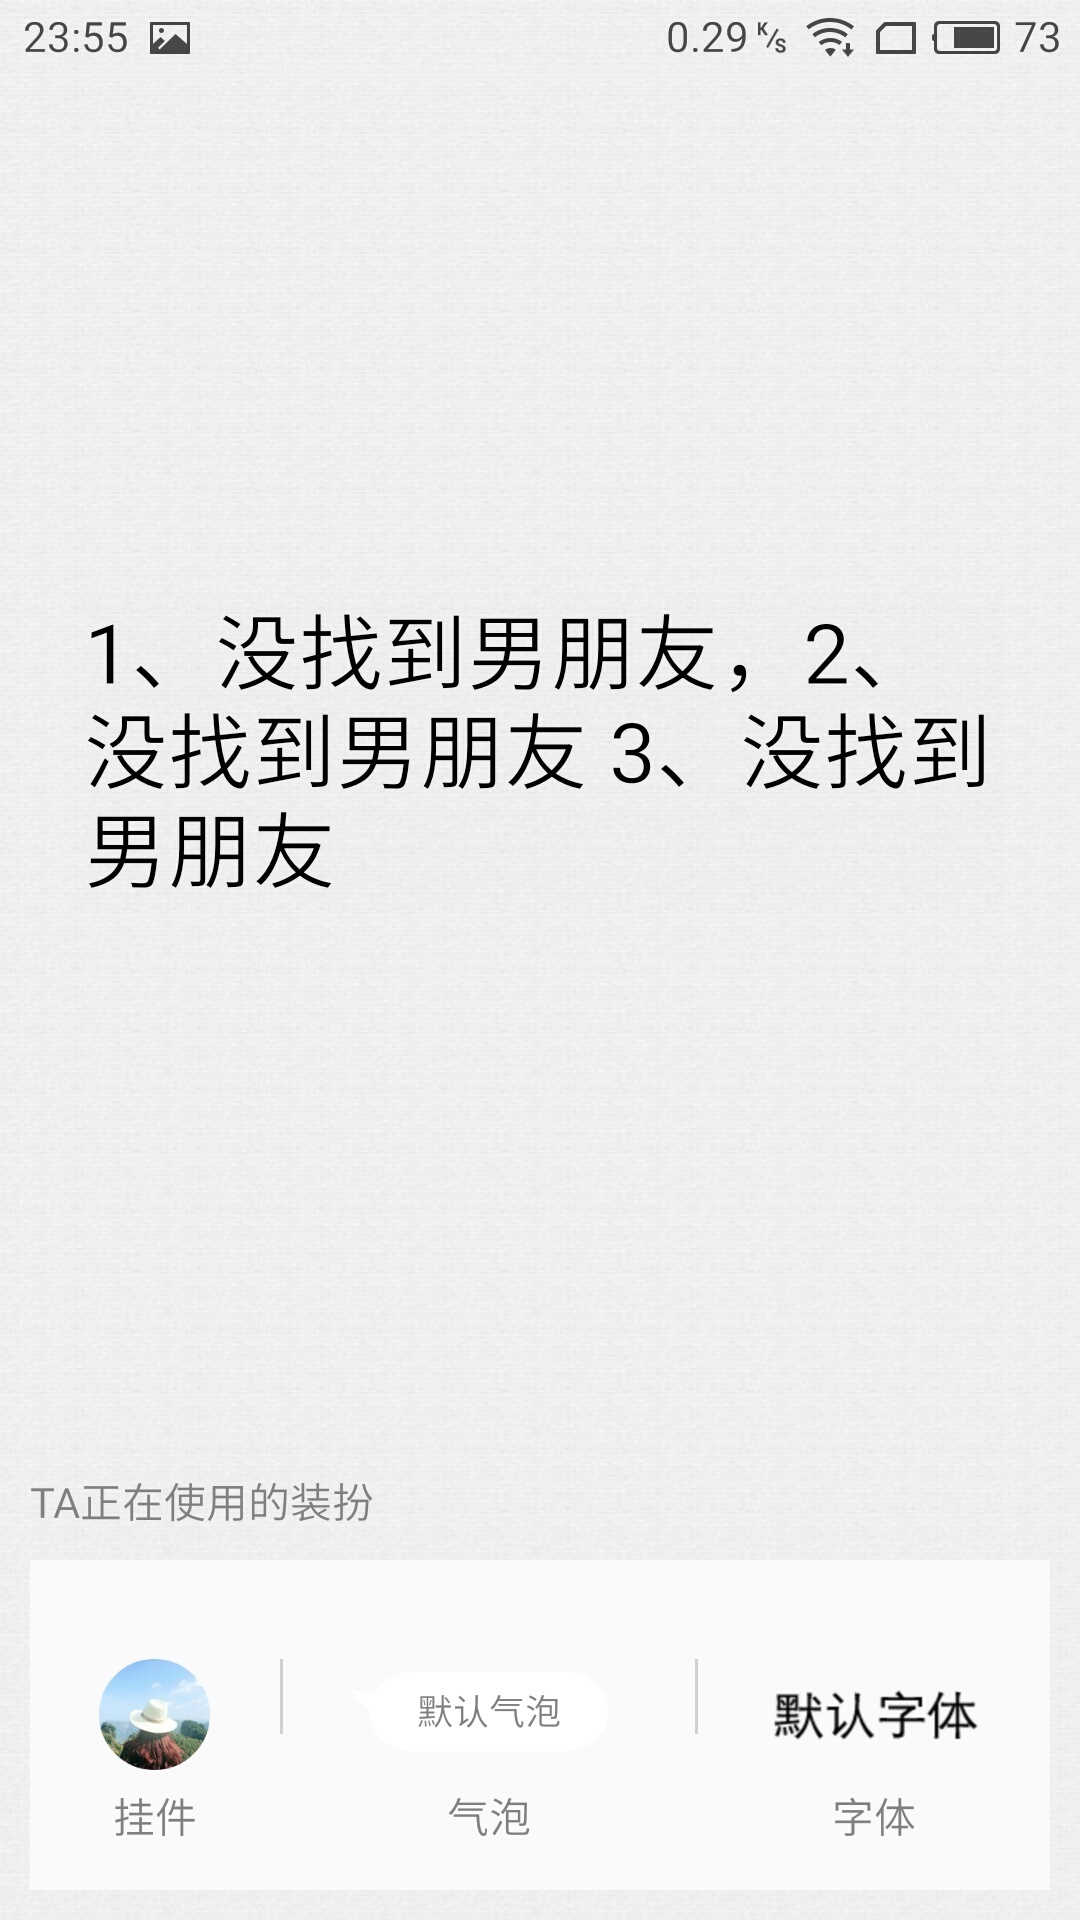 23:55 0.29 K/s 73
1、没找到男朋友，2、
没找到男朋友 3、没找到
男朋友
TA正在使用的装扮
默认气泡 默认字体
挂件 气泡 字体